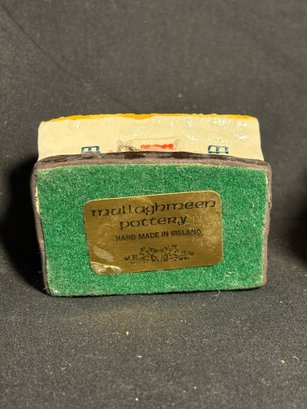 mullaghmeen
pottery
HAND MADE IN IRELAND